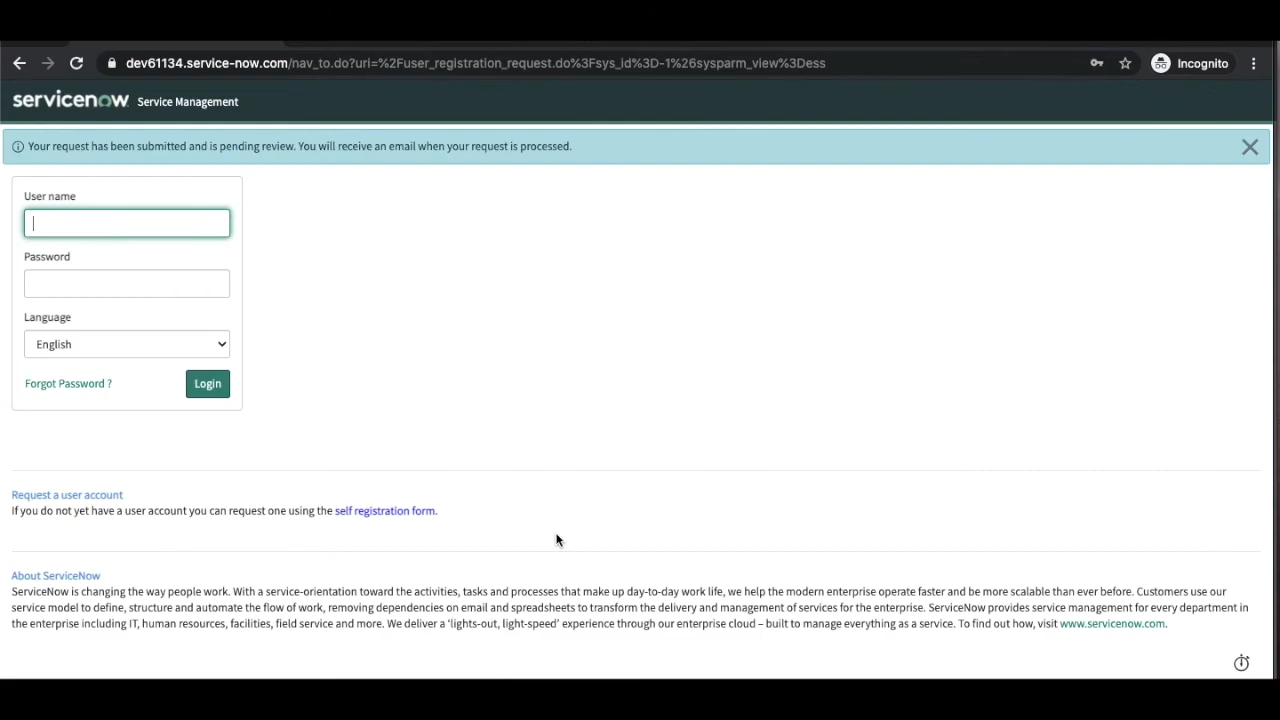 dev61134.service-now.com/nav_to.do?uri=%2Fuser_registration_request.do%3Fsys_id%3D-1%26sysparm_view%3Dess
Incognito
servicenow Service Management
Your request has been submitted and is pending review. You will receive an email when your request is processed.
User name
Password
Language
English
Forgot Password ?
Login
Request a user account
If you do not yet have a user account you can request one using the self registration form.
About ServiceNow
ServiceNow is changing the way people work. With a service-orientation toward the activities, tasks and processes that make up day-to-day work life, we help the modern enterprise operate faster and be more scalable than ever before. Customers use our
service model to define, structure and automate the flow of work, removing dependencies on email and spreadsheets to transform the delivery and management of services for the enterprise. ServiceNow provides service management for every department in
the enterprise including IT, human resources, facilities, field service and more. We deliver a ‘lights-out, light-speed’ experience through our enterprise cloud – built to manage everything as a service. To find out how, visit www.servicenow.com.